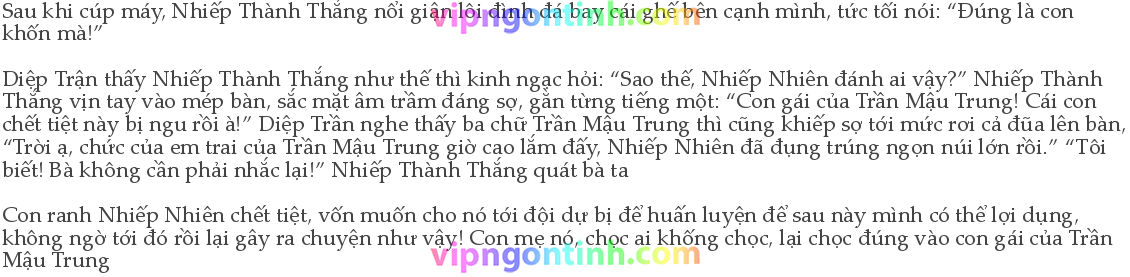 Sau khi cúp máy, Nhiếp Thành Thắng nổi giận lôi đình đá bay cái ghế bên cạnh mình, tức tối nói: “Đúng là con
khốn mà!”
Diệp Trận thấy Nhiếp Thành Thắng như thế thì kinh ngạc hỏi: “Sao thế, Nhiếp Nhiên đánh ai vậy?” Nhiếp Thành
Thắng vịn tay vào mép bàn, sắc mặt âm trầm đáng sợ, gằn từng tiếng một: “Con gái của Trần Mậu Trung! Cái con
chết tiệt này bị ngu rồi à!” Diệp Trần nghe thấy ba chữ Trần Mậu Trung thì cũng khiếp sợ tới mức rơi cả đũa lên bàn,
“Trời ạ, chức của em trai của Trần Mậu Trung giờ cao lắm đấy, Nhiếp Nhiên đã đụng trúng ngọn núi lớn rồi.” “Tôi
biết! Bà không cần phải nhắc lại!” Nhiếp Thành Thắng quát bà ta
Con ranh Nhiếp Nhiên chết tiệt, vốn muốn cho nó tới đội dự bị để huấn luyện để sau này mình có thể lợi dụng,
không ngờ tới đó rồi lại gây ra chuyện như vậy! Con mẹ nó, chọc ai không chọc, lại chọc đúng vào con gái của Trần
Mậu Trung
vipngontinh.com
vipngontinh.com